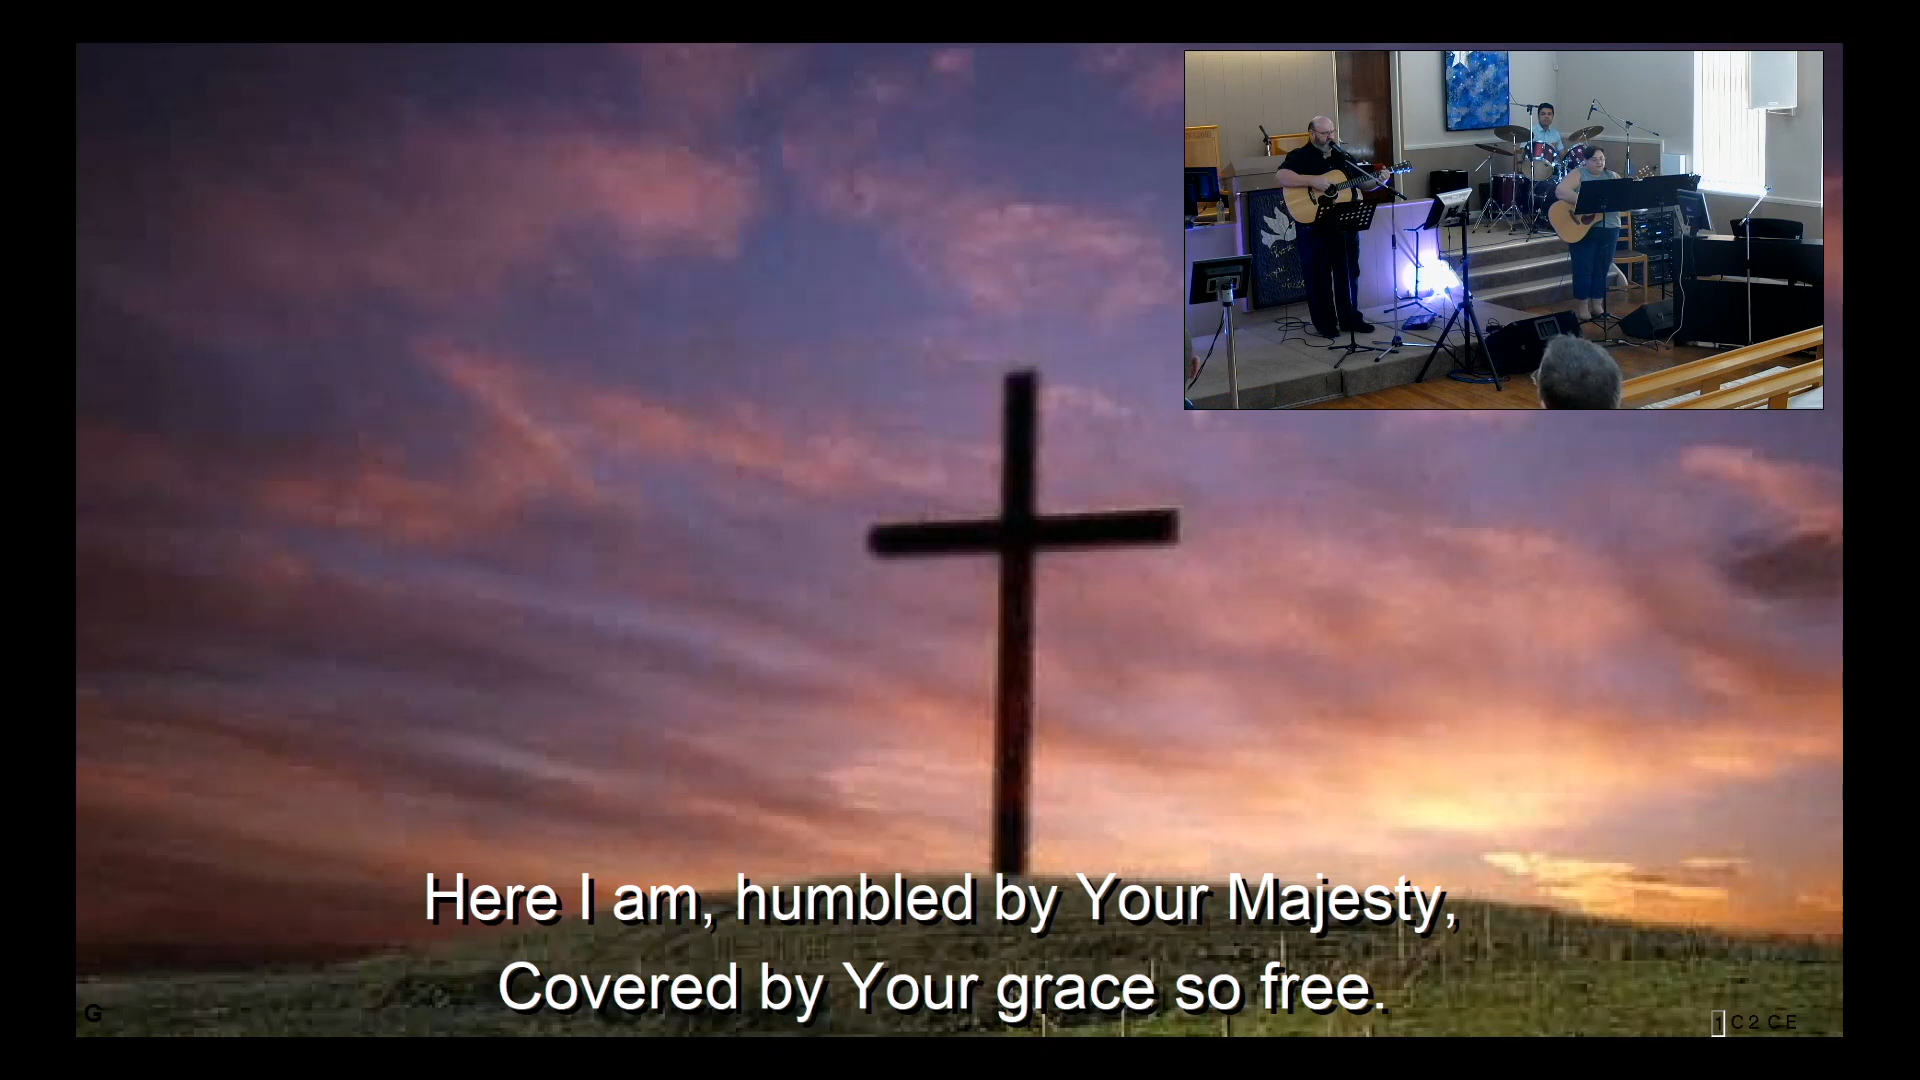 Here I am, humbled by Your Majesty,
Covered by Your grace so free.
G
1 C 2 C E